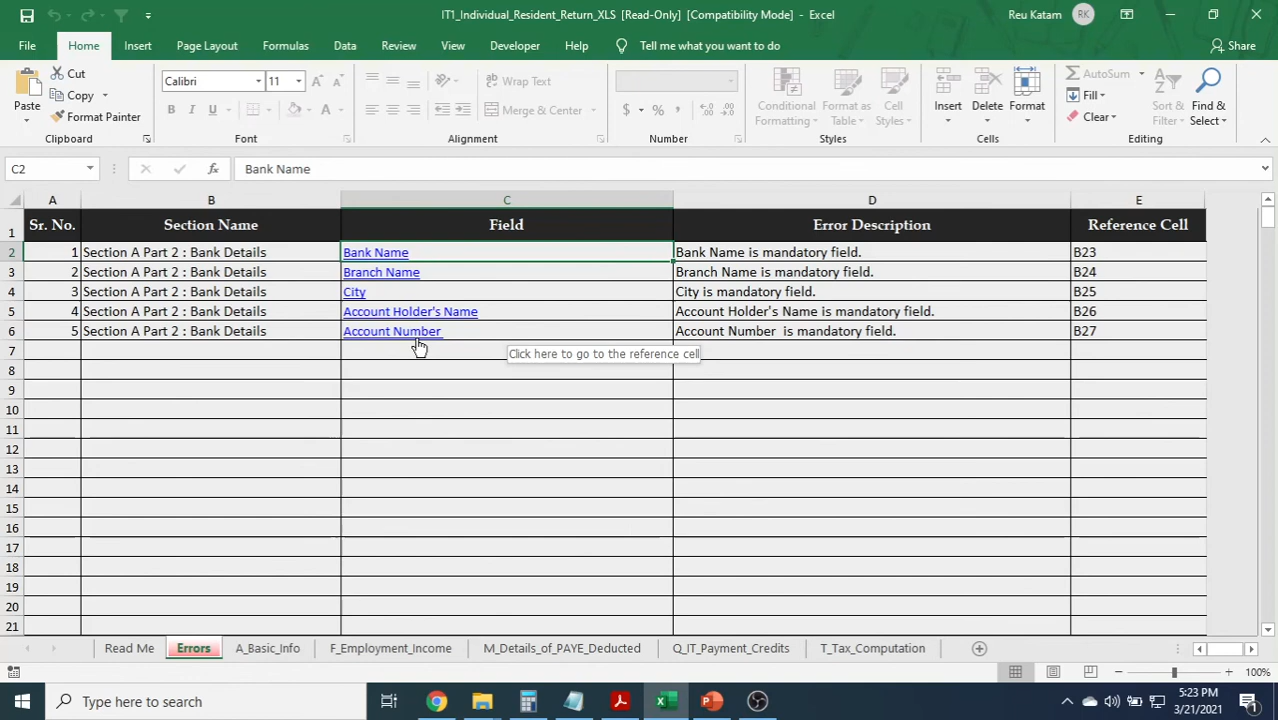 IT1_Individual_Resident_Return_XLS [Read-Only] [Compatibility Mode] - Excel
Reu Katam
RK
File Home Insert Page Layout Formulas Data Review View Developer Help Tell me what you want to do Share
Paste
Cut
Copy
Format Painter
Clipboard
Calibri 11
B I U
Font
Wrap Text
Merge & Center
Alignment
$ % ,
Number
Conditional Formatting
Format as Table
Cell Styles
Styles
Insert
Delete
Format
Cells
AutoSum
Fill
Clear
Sort & Filter
Find & Select
C2 fx Bank Name
A B C D E
1 Sr. No. Section Name Field Error Description Reference Cell
2 1 Section A Part 2 : Bank Details Bank Name Bank Name is mandatory field. B23
3 2 Section A Part 2 : Bank Details Branch Name Branch Name is mandatory field. B24
4 3 Section A Part 2 : Bank Details City City is mandatory field. B25
5 4 Section A Part 2 : Bank Details Account Holder's Name Account Holder's Name is mandatory field. B26
6 5 Section A Part 2 : Bank Details Account Number Account Number is mandatory field. B27
7
Click here to go to the reference cell
8
9
10
11
12
13
14
15
16
17
18
19
20
21
Read Me Errors A_Basic_Info F_Employment_Income M_Details_of_PAYE_Deducted Q_IT_Payment_Credits T_Tax_Computation
100%
Type here to search
5:23 PM
3/21/2021
1